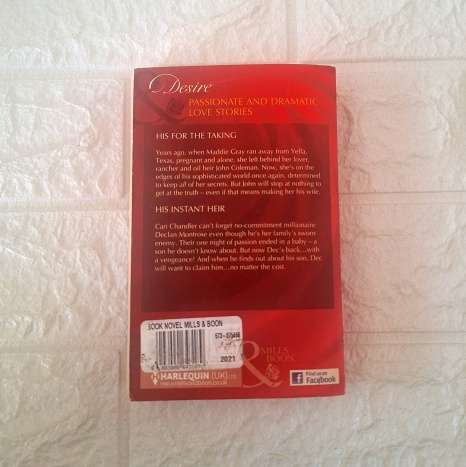 Desire
PASSIONATE AND DRAMATIC
LOVE STORIES
HIS FOR THE TAKING
Years ago, when Maddie Gray ran away from Yella,
Texas, pregnant and alone, she left behind her lover,
rancher and oil heir John Coleman. Now, she's on the
edges of his sophisticated world once again, determined
to keep all of her secrets. But John will stop at nothing to
get at the truth – even if that means making her his wife.
HIS INSTANT HEIR
Cari Chandler can't forget no-commitment millionaire
Declan Montrose even though he's her family's sworn
enemy. Their one night of passion ended in a baby – a
son he doesn't know about. But now Dec's back…with
a vengeance! And when he finds out about his son, Dec
will want to claim him…no matter the cost.
BOOK NOVEL MILLS & BOON
2021
MILLS
& BOON
HARLEQUIN (UK)
Find us on
Facebook